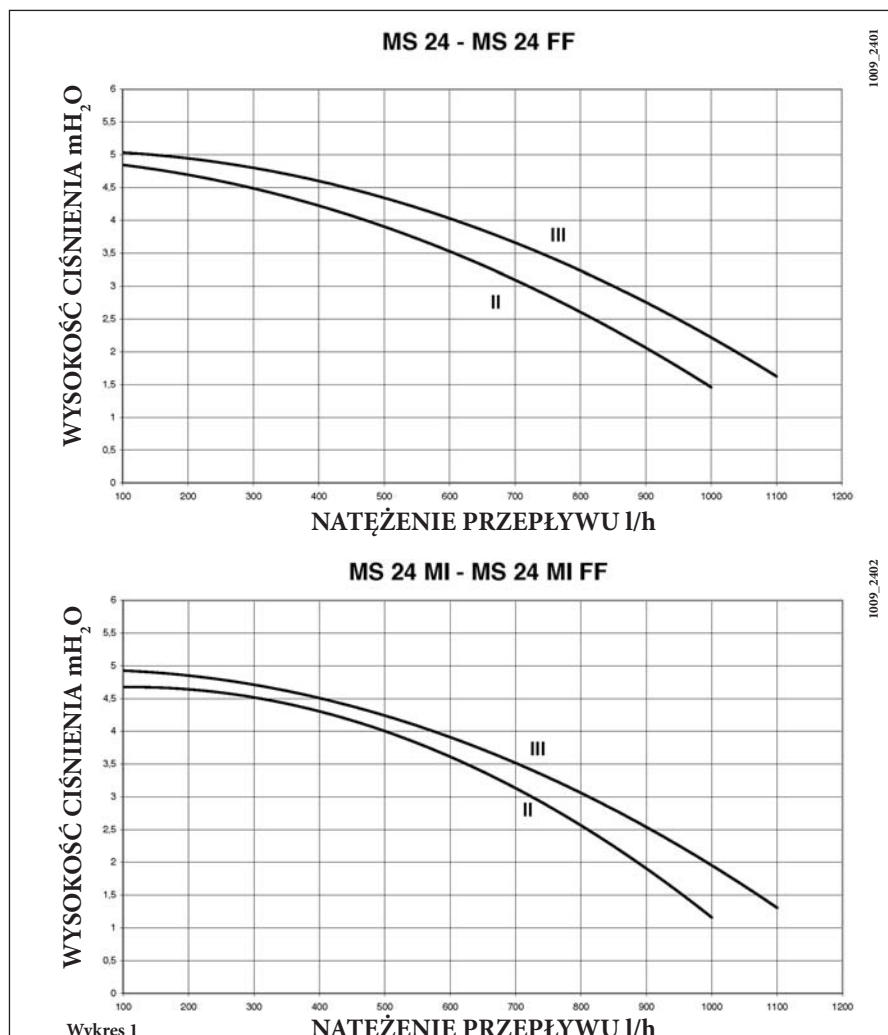 MS 24 - MS 24 FF
1009_2401
WYSOKOŚĆ CIŚNIENIA mH₂O
6
5,5
5
4,5
4
3,5
3
2,5
2
1,5
1
0,5
0
III
II
100 200 300 400 500 600 700 800 900 1000 1100 1200
NATĘŻENIE PRZEPŁYWU l/h
MS 24 MI - MS 24 MI FF
1009_2402
WYSOKOŚĆ CIŚNIENIA mH₂O
6
5,5
5
4,5
4
3,5
3
2,5
2
1,5
1
0,5
0
III
II
100 200 300 400 500 600 700 800 900 1000 1100 1200
Wykres 1
NATĘŻENIE PRZEPŁYWU l/h